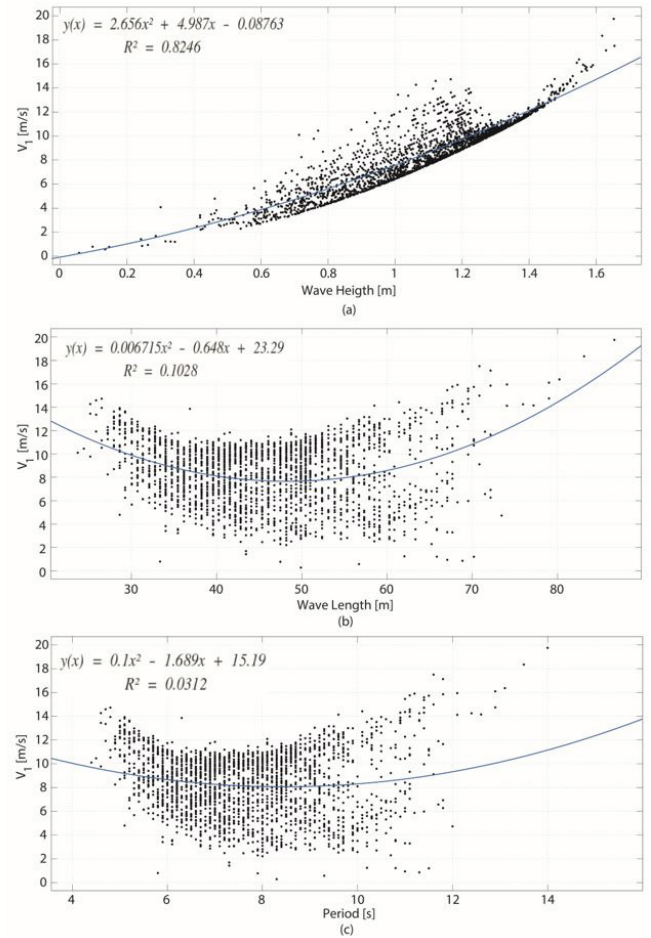 20
18
16
14
12
10
8
6
4
2
0
V₁ [m/s]
y(x) = 2.656x² + 4.987x - 0.08763
R² = 0.8246
0 0.2 0.4 0.6 0.8 1 1.2 1.4 1.6
Wave Heigth [m]
(a)
20
18
16
14
12
10
8
6
4
2
0
V₁ [m/s]
y(x) = 0.006715x² - 0.648x + 23.29
R² = 0.1028
30 40 50 60 70 80
Wave Length [m]
(b)
20
18
16
14
12
10
8
6
4
2
0
V₁ [m/s]
y(x) = 0.1x² - 1.689x + 15.19
R² = 0.0312
4 6 8 10 12 14
Period [s]
(c)